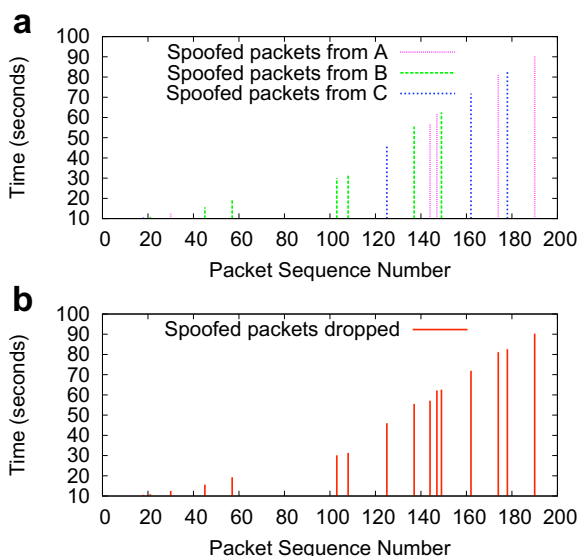 a
Time (seconds)
100
90
80
70
60
50
40
30
20
10
Spoofed packets from A
Spoofed packets from B
Spoofed packets from C
0 20 40 60 80 100 120 140 160 180 200
Packet Sequence Number
b
Time (seconds)
100
90
80
70
60
50
40
30
20
10
Spoofed packets dropped
0 20 40 60 80 100 120 140 160 180 200
Packet Sequence Number